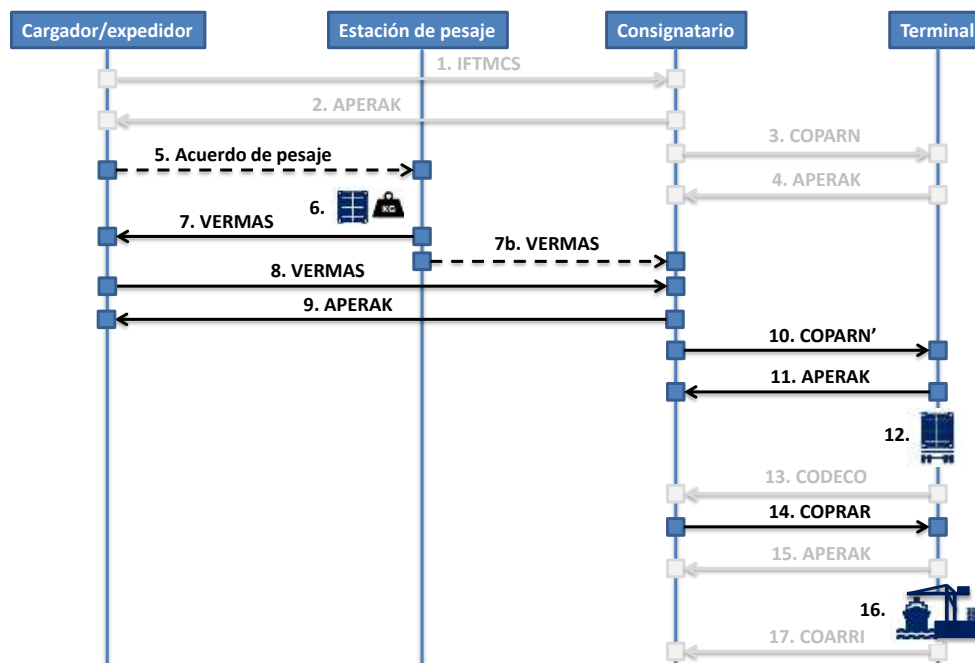 Cargador/expedidor
Estación de pesaje
Consignatario
Terminal
1. IFTMCS
2. APERAK
3. COPARN
4. APERAK
5. Acuerdo de pesaje
6.
KG
7. VERMAS
7b. VERMAS
8. VERMAS
9. APERAK
10. COPARN’
11. APERAK
12.
13. CODECO
14. COPRAR
15. APERAK
16.
17. COARRI